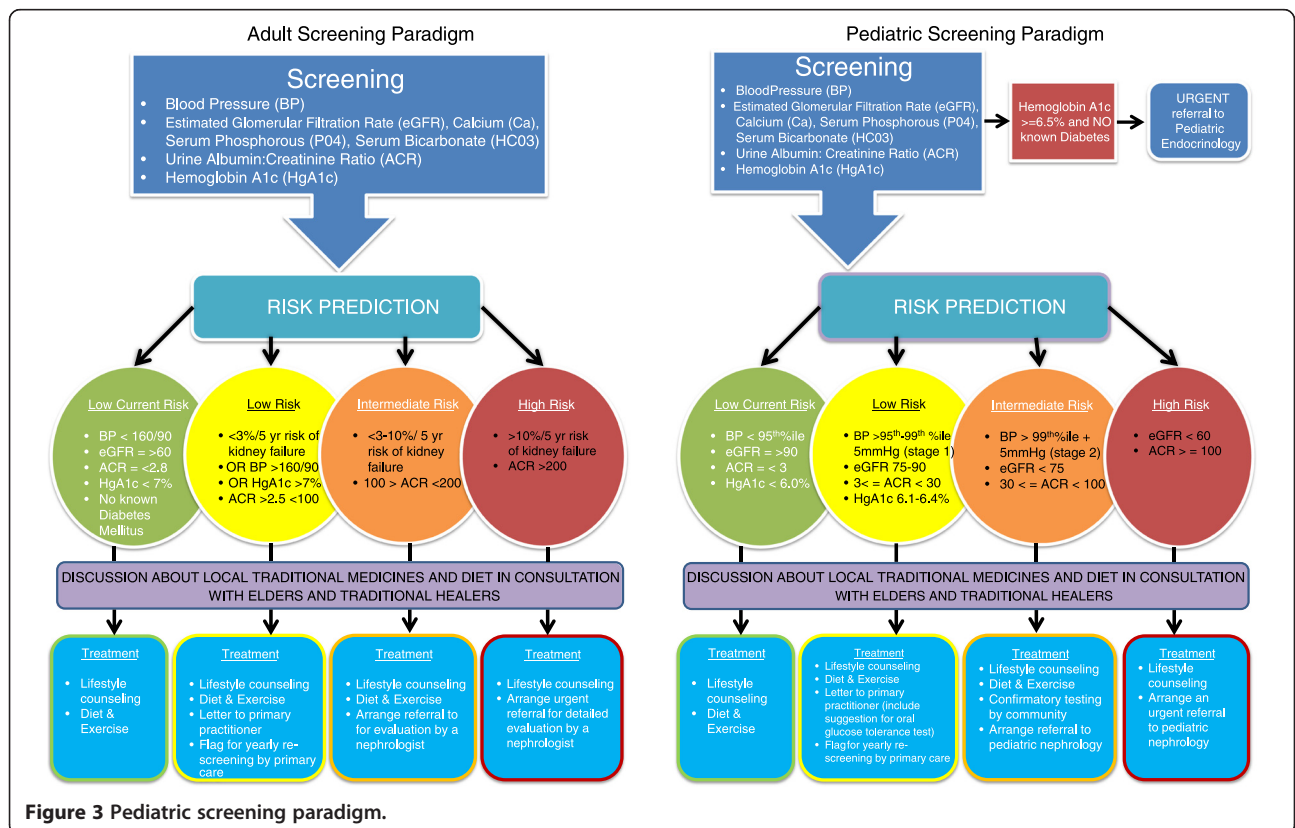 Adult Screening Paradigm
Screening
• Blood Pressure (BP)
• Estimated Glomerular Filtration Rate (eGFR), Calcium (Ca),
Serum Phosphorous (P04), Serum Bicarbonate (HC03)
• Urine Albumin:Creatinine Ratio (ACR)
• Hemoglobin A1c (HgA1c)
RISK PREDICTION
Low Current Risk
• BP < 160/90
• eGFR = >60
• ACR = <2.8
• HgA1c < 7%
• No known
Diabetes
Mellitus
Low Risk
• <3%/5 yr risk of
kidney failure
• OR BP >160/90
• OR HgA1c >7%
• ACR >2.5 <100
Intermediate Risk
• <3-10%/ 5 yr
risk of kidney
failure
• 100 > ACR <200
High Risk
• >10%/5 yr risk
of kidney failure
• ACR >200
DISCUSSION ABOUT LOCAL TRADITIONAL MEDICINES AND DIET IN CONSULTATION
WITH ELDERS AND TRADITIONAL HEALERS
Treatment
• Lifestyle
counseling
• Diet &
Exercise
Treatment
• Lifestyle counseling
• Diet & Exercise
• Letter to primary
practitioner
• Flag for yearly re-
screening by primary
care
Treatment
• Lifestyle counseling
• Diet & Exercise
• Arrange referral to
for evaluation by a
nephrologist
Treatment
• Lifestyle counseling
• Arrange urgent
referral for detailed
evaluation by a
nephrologist
Pediatric Screening Paradigm
Screening
• BloodPressure (BP)
• Estimated Glomerular Filtration Rate (eGFR),
Calcium (Ca), Serum Phosphorous (P04),
Serum Bicarbonate (HC03)
• Urine Albumin: Creatinine Ratio (ACR)
• Hemoglobin A1c (HgA1c)
Hemoglobin A1c
>=6.5% and NO
known Diabetes
URGENT
referral to
Pediatric
Endocrinology
RISK PREDICTION
Low Current Risk
• BP < 95th%ile
• eGFR = >90
• ACR = < 3
• HgA1c < 6.0%
Low Risk
• BP >95th-99th %ile +
5mmHg (stage 1)
• eGFR 75-90
• 3< = ACR < 30
• HgA1c 6.1-6.4%
Intermediate Risk
• BP > 99th%ile +
5mmHg (stage 2)
• eGFR < 75
• 30 < = ACR < 100
High Risk
• eGFR < 60
• ACR > = 100
DISCUSSION ABOUT LOCAL TRADITIONAL MEDICINES AND DIET IN CONSULTATION
WITH ELDERS AND TRADITIONAL HEALERS
Treatment
• Lifestyle
counseling
• Diet &
Exercise
Treatment
• Lifestyle counseling
• Diet & Exercise
• Letter to primary
practitioner (include
suggestion for oral
glucose tolerance test)
• Flagfor yearly re-
screening by primary care
Treatment
• Lifestyle counseling
• Diet & Exercise
• Confirmatory testing
by community
• Arrange referral to
pediatric nephrology
Treatment
• Lifestyle
counseling
• Arrange an
urgent referral
to pediatric
nephrology
Figure 3 Pediatric screening paradigm.